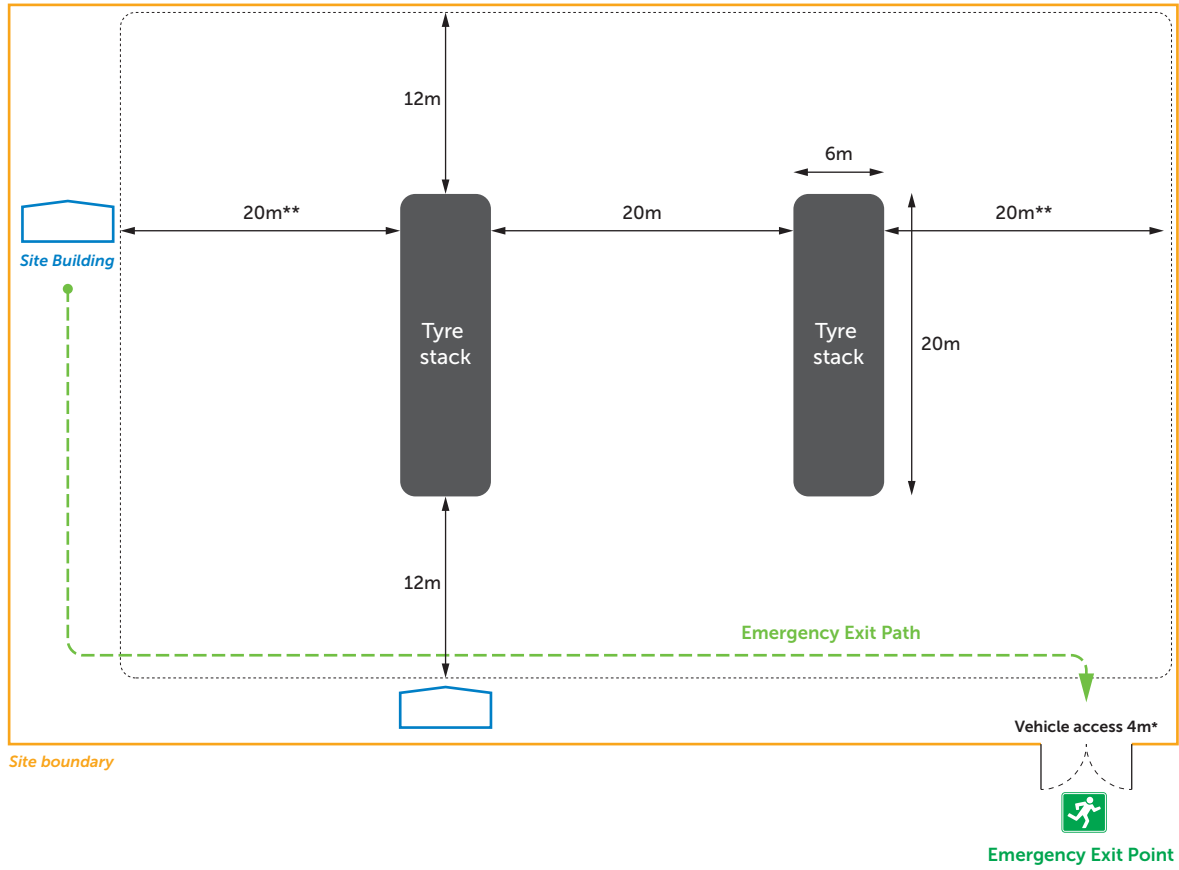 12m
6m
20m**
20m
20m**
Site Building
Tyre
stack
Tyre
stack
20m
12m
Emergency Exit Path
Vehicle access 4m*
Site boundary
Emergency Exit Point